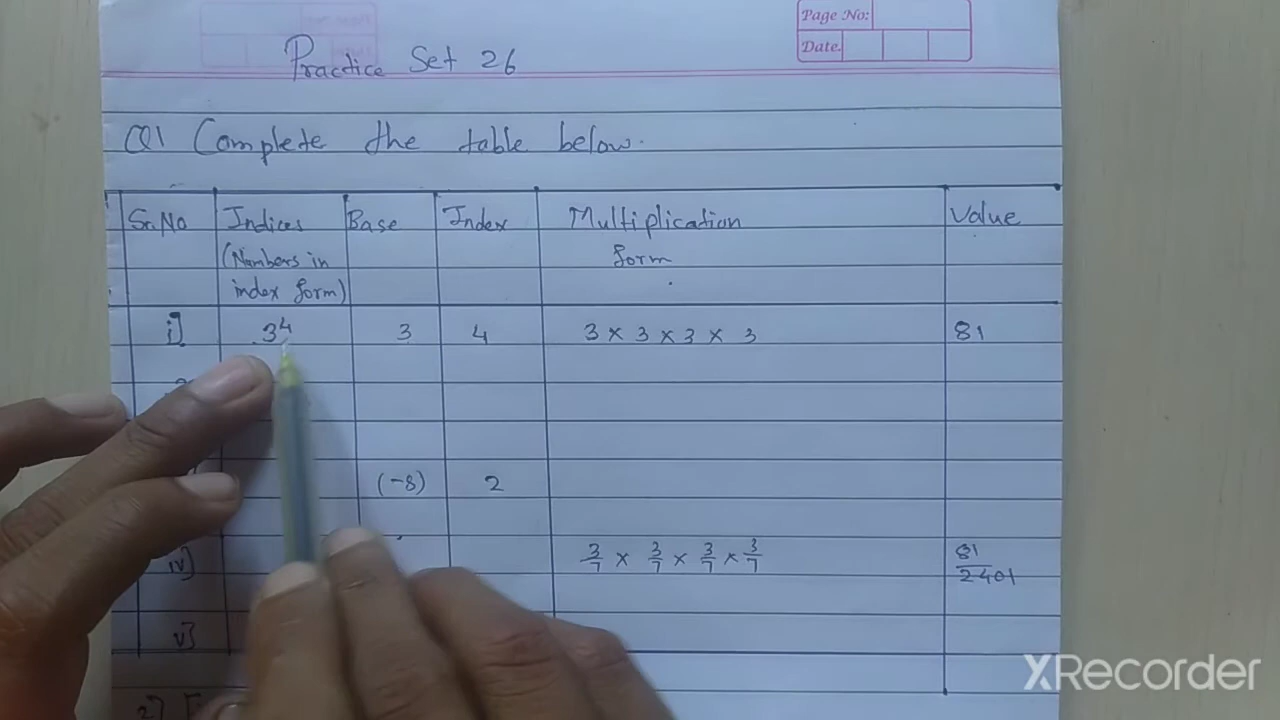 Page No:
Date.
Practice Set 26
Q1 Complete the table below.
Sr.No Indices Base Index Multiplication Value
(Numbers in form
index form)
i] 3⁴ 3 4 3 × 3 × 3 × 3 81
(-8) 2
iv] 3/7 × 3/7 × 3/7 × 3/7 81/2401
v]
2]
XRecorder